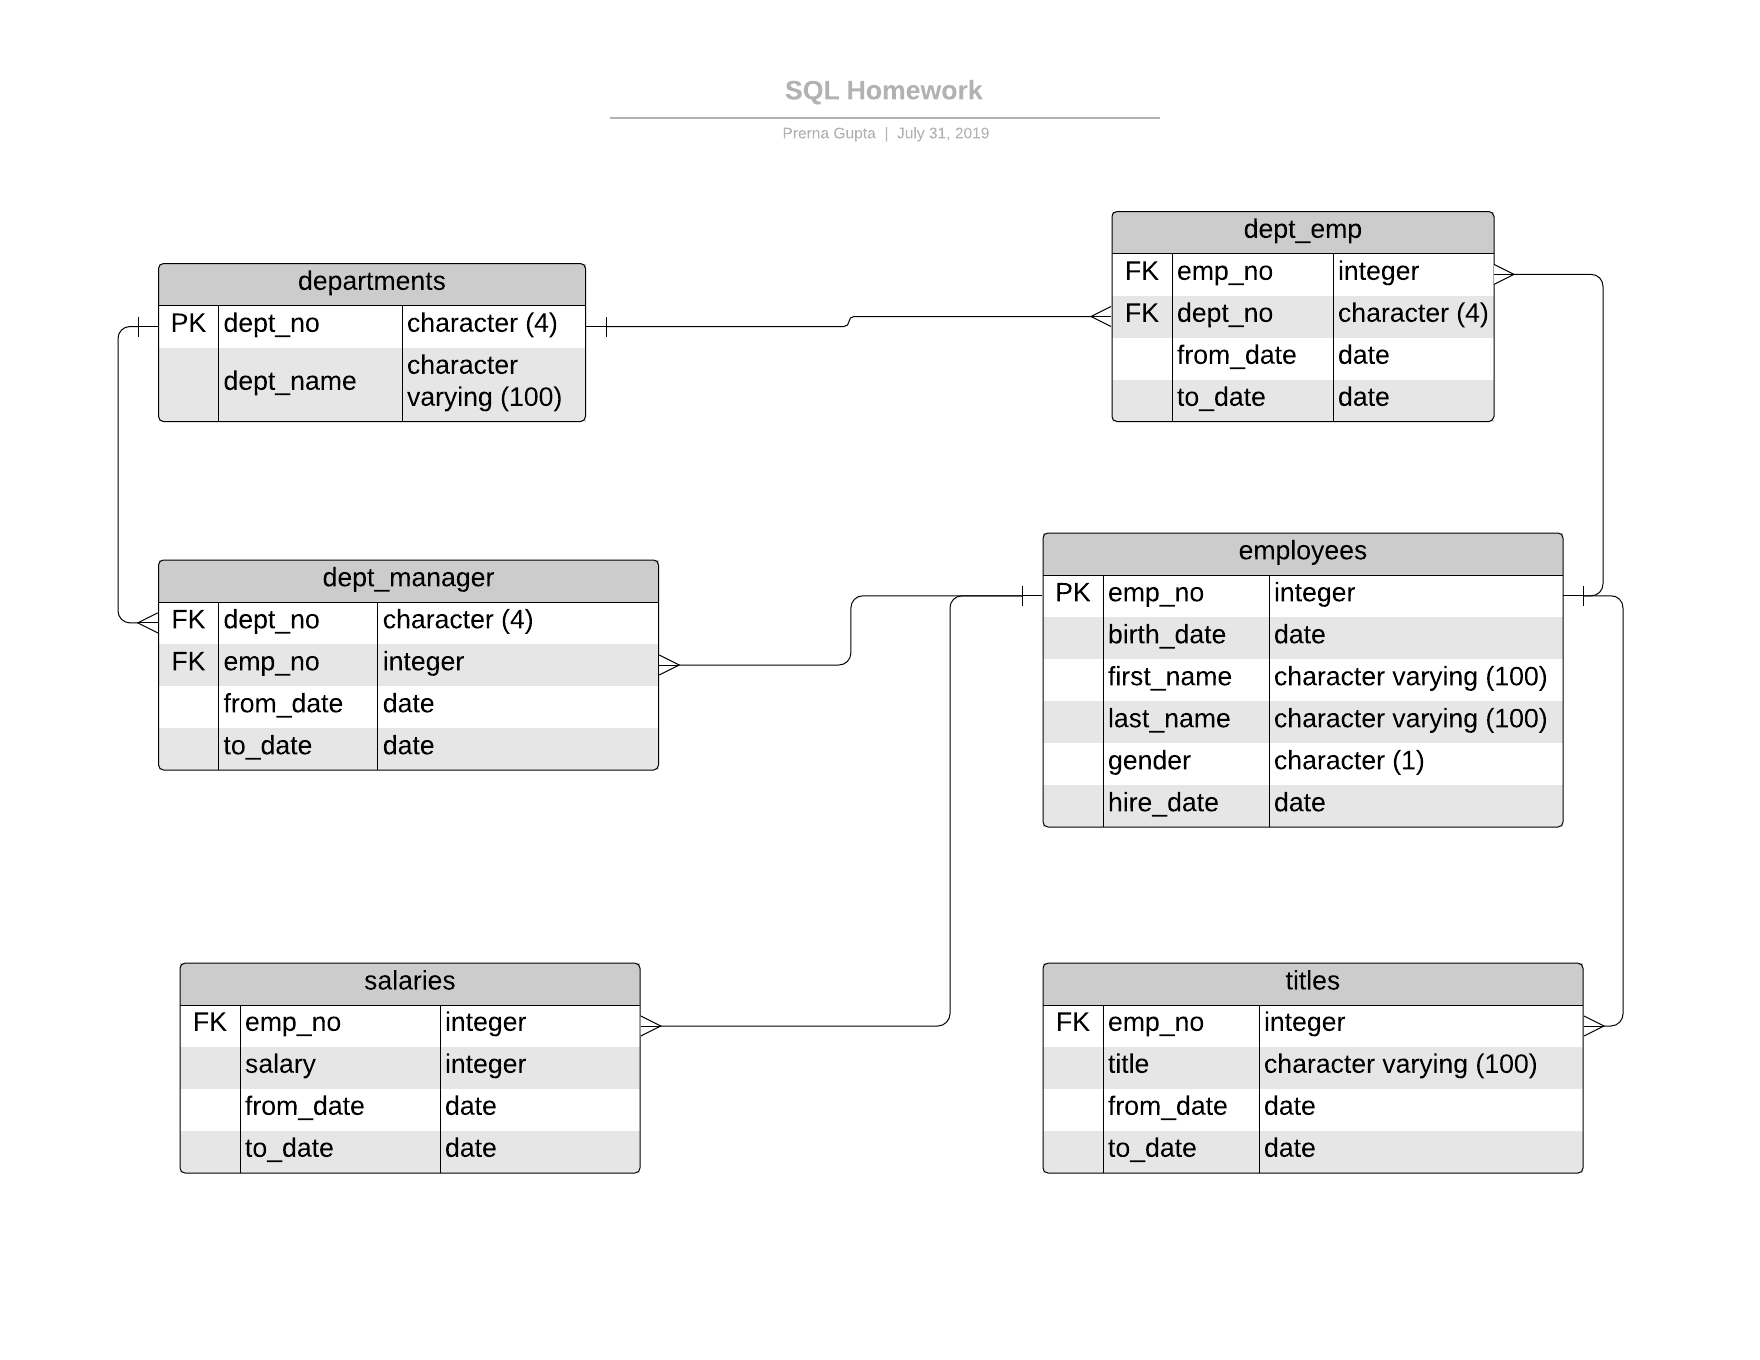 SQL Homework
Prerna Gupta | July 31, 2019
departments
PK dept_no character (4)
dept_name character
varying (100)
dept_emp
FK emp_no integer
FK dept_no character (4)
from_date date
to_date date
dept_manager
FK dept_no character (4)
FK emp_no integer
from_date date
to_date date
employees
PK emp_no integer
birth_date date
first_name character varying (100)
last_name character varying (100)
gender character (1)
hire_date date
salaries
FK emp_no integer
salary integer
from_date date
to_date date
titles
FK emp_no integer
title character varying (100)
from_date date
to_date date